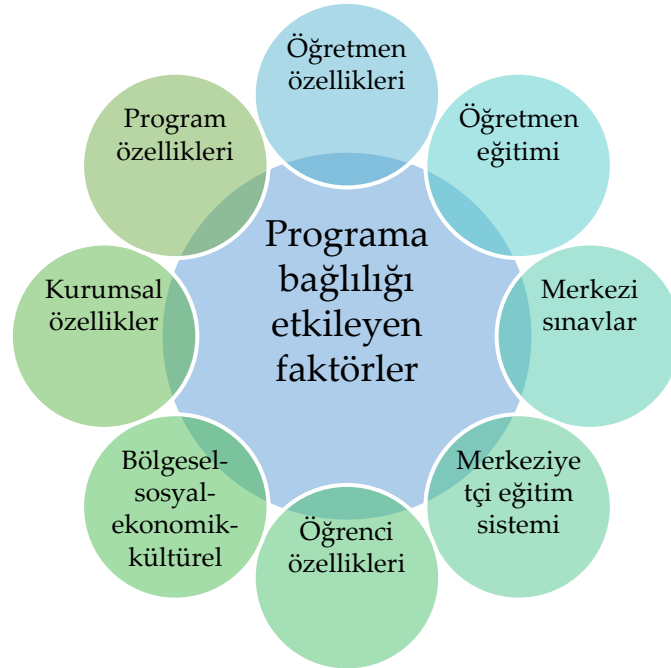 Öğretmen
özellikleri
Öğretmen
eğitimi
Merkezi
sınavlar
Merkeziye
tçi eğitim
sistemi
Öğrenci
özellikleri
Bölgesel-
sosyal-
ekonomik-
kültürel
Kurumsal
özellikler
Program
özellikleri
Programa
bağlılığı
etkileyen
faktörler